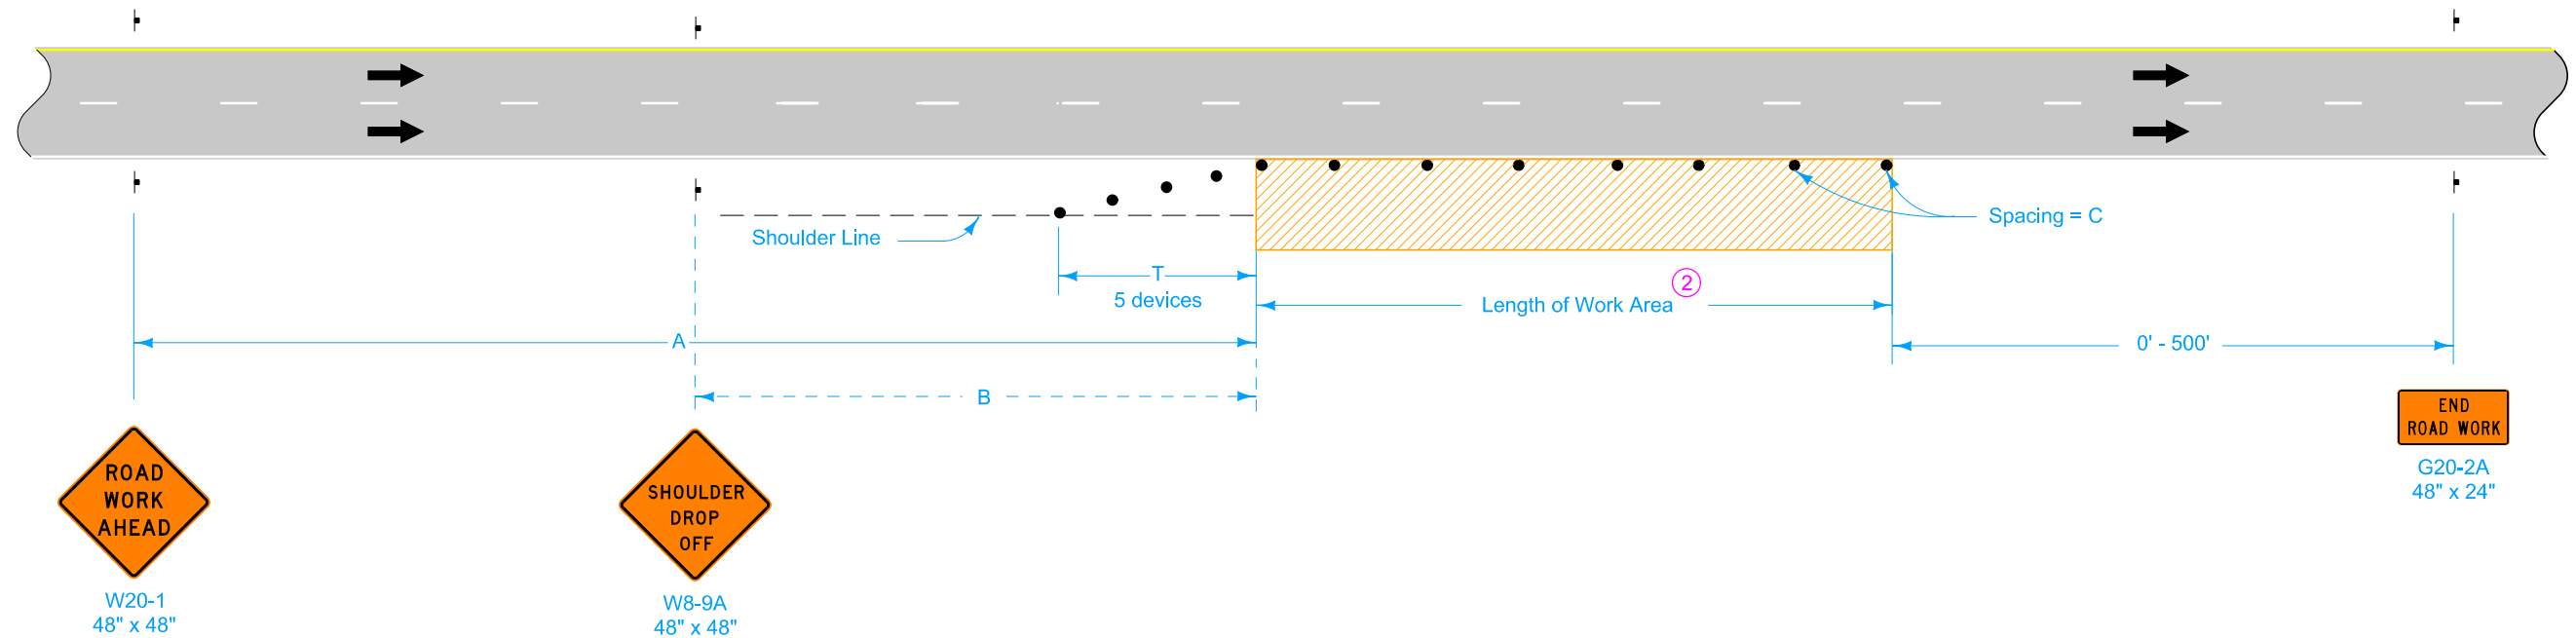 Shoulder Line
Spacing = C
T
5 devices
2
Length of Work Area
A
0' - 500'
B
ROAD
WORK
AHEAD
W20-1
48" x 48"
SHOULDER
DROP
OFF
W8-9A
48" x 48"
END
ROAD WORK
G20-2A
48" x 24"